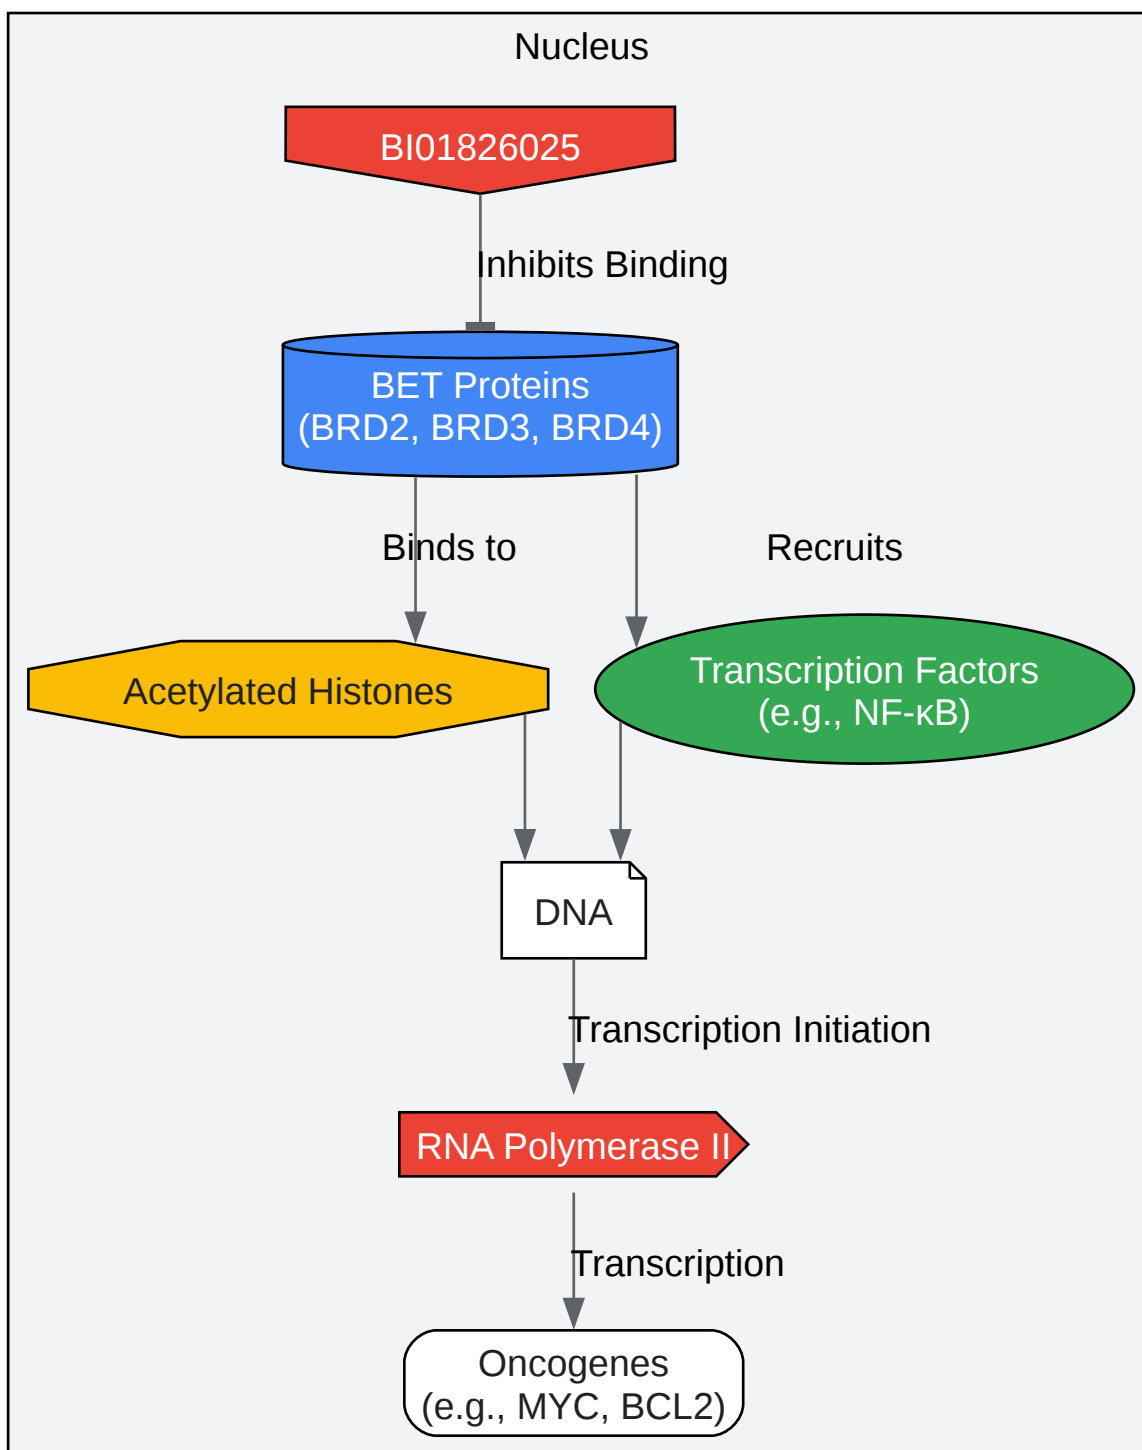 Nucleus
BI01826025
Inhibits Binding
BET Proteins
(BRD2, BRD3, BRD4)
Binds to
Recruits
Acetylated Histones
Transcription Factors
(e.g., NF-κB)
DNA
Transcription Initiation
RNA Polymerase II
Transcription
Oncogenes
(e.g., MYC, BCL2)